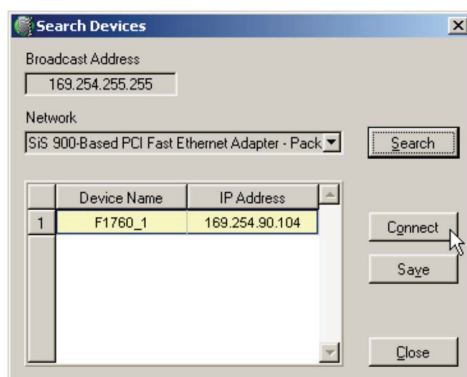 Search Devices
Broadcast Address
169.254.255.255
Network
SiS 900-Based PCI Fast Ethernet Adapter - Pack
Search
Device Name IP Address
1 F1760_1 169.254.90.104
Connect
Save
Close